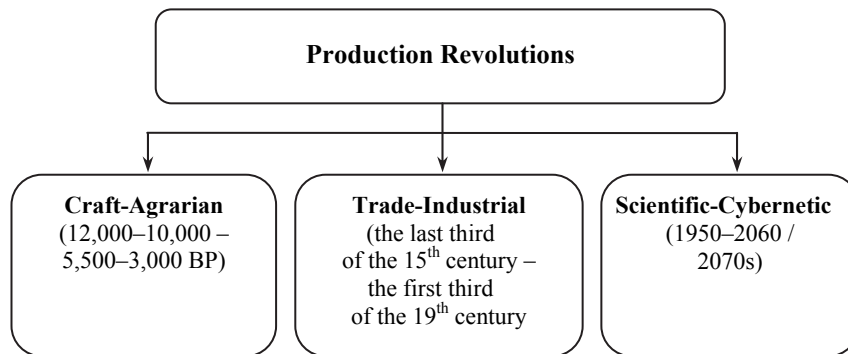 Production Revolutions
Craft-Agrarian
(12,000–10,000 –
5,500–3,000 BP)
Trade-Industrial
(the last third
of the 15th century –
the first third
of the 19th century
Scientific-Cybernetic
(1950–2060 /
2070s)